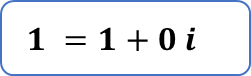 1 = 1 + 0 i